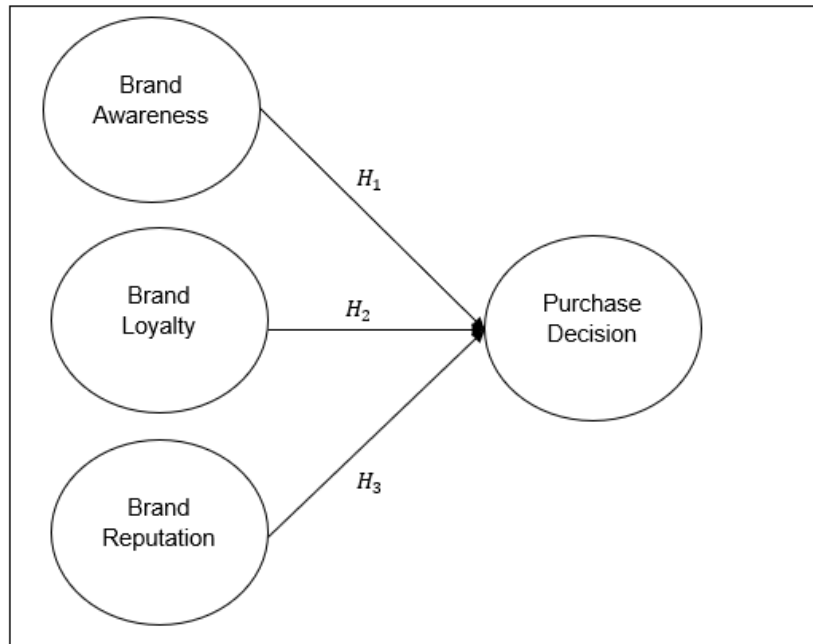 Brand
Awareness
H₁
Brand
Loyalty
H₂
Purchase
Decision
H₃
Brand
Reputation